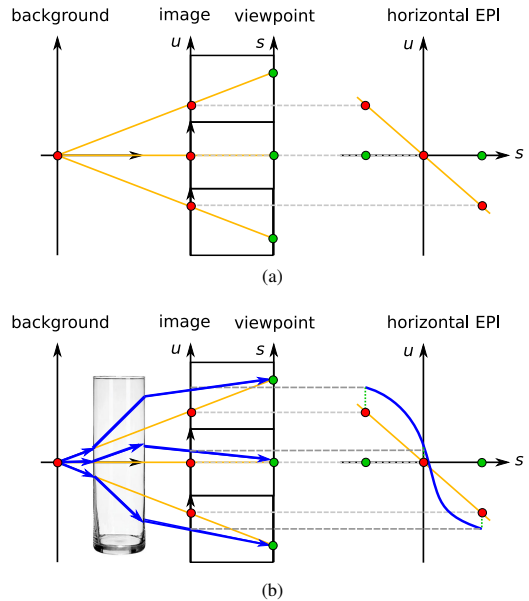 background image viewpoint horizontal EPI
u s u
s
(a)
background image viewpoint horizontal EPI
u s u
s
(b)